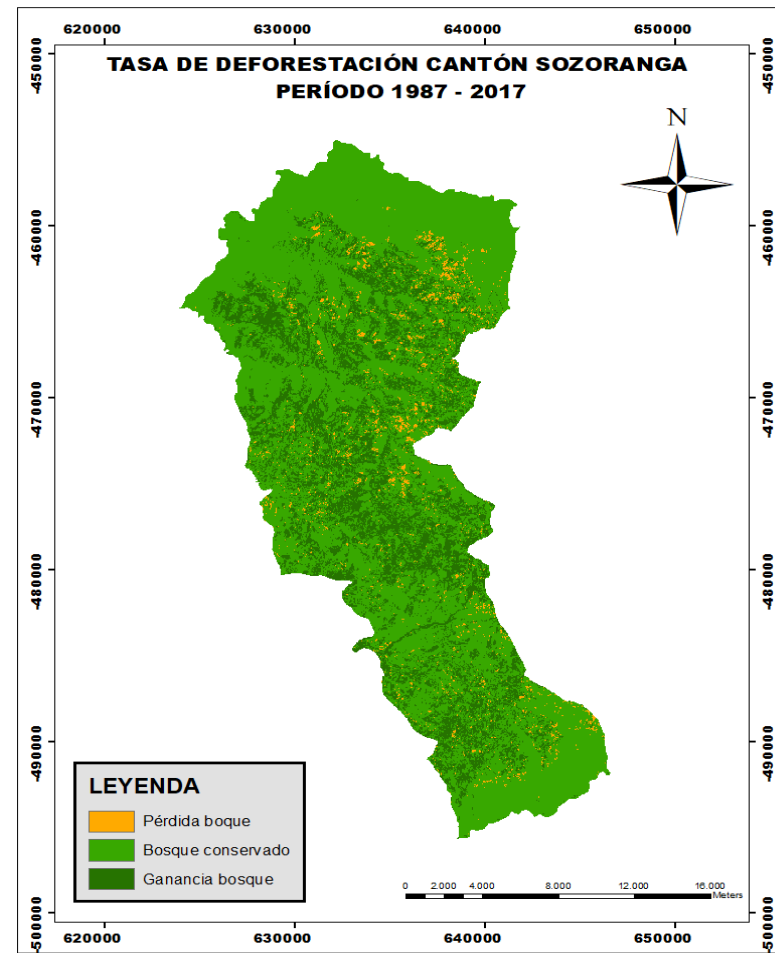 620000 630000 640000 650000
TASA DE DEFORESTACIÓN CANTÓN SOZORANGA
PERÍODO 1987 - 2017
N
-450000 -450000
-460000 -460000
-470000 -470000
-480000 -480000
-490000 -490000
-500000 -500000
LEYENDA
Pérdida boque
Bosque conservado
Ganancia bosque
0 2.000 4.000 8.000 12.000 16.000
Meters
620000 630000 640000 650000